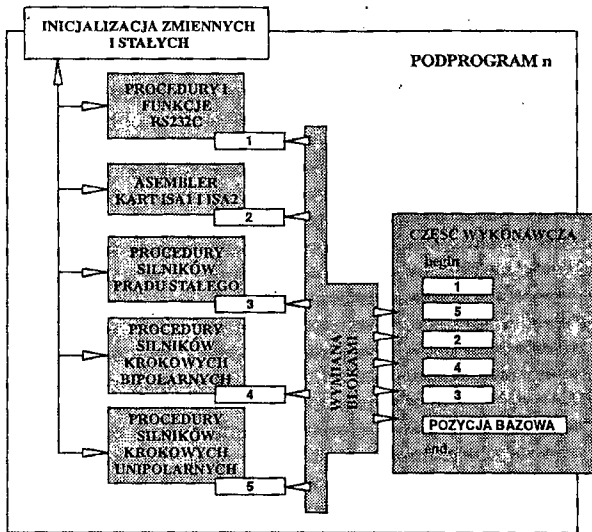 INICJALIZACJA ZMIENNYCH
I STAŁYCH
PODPROGRAM n
PROCEDURY I
FUNKCJE
RS232C
1
ASEMBLER
KART ISA1 I ISA2
2
PROCEDURY
SILNIKÓW
PRĄDU STAŁEGO
3
PROCEDURY
SILNIKÓW
KROKOWYCH
BIPOLARNYCH
4
PROCEDURY
SILNIKÓW
KROKOWYCH
UNIPOLARNYCH
5
WYMIANA
BLOKAMI
CZĘŚĆ WYKONAWCZA
begin
1
5
2
4
3
POZYCJA BAZOWA
end.